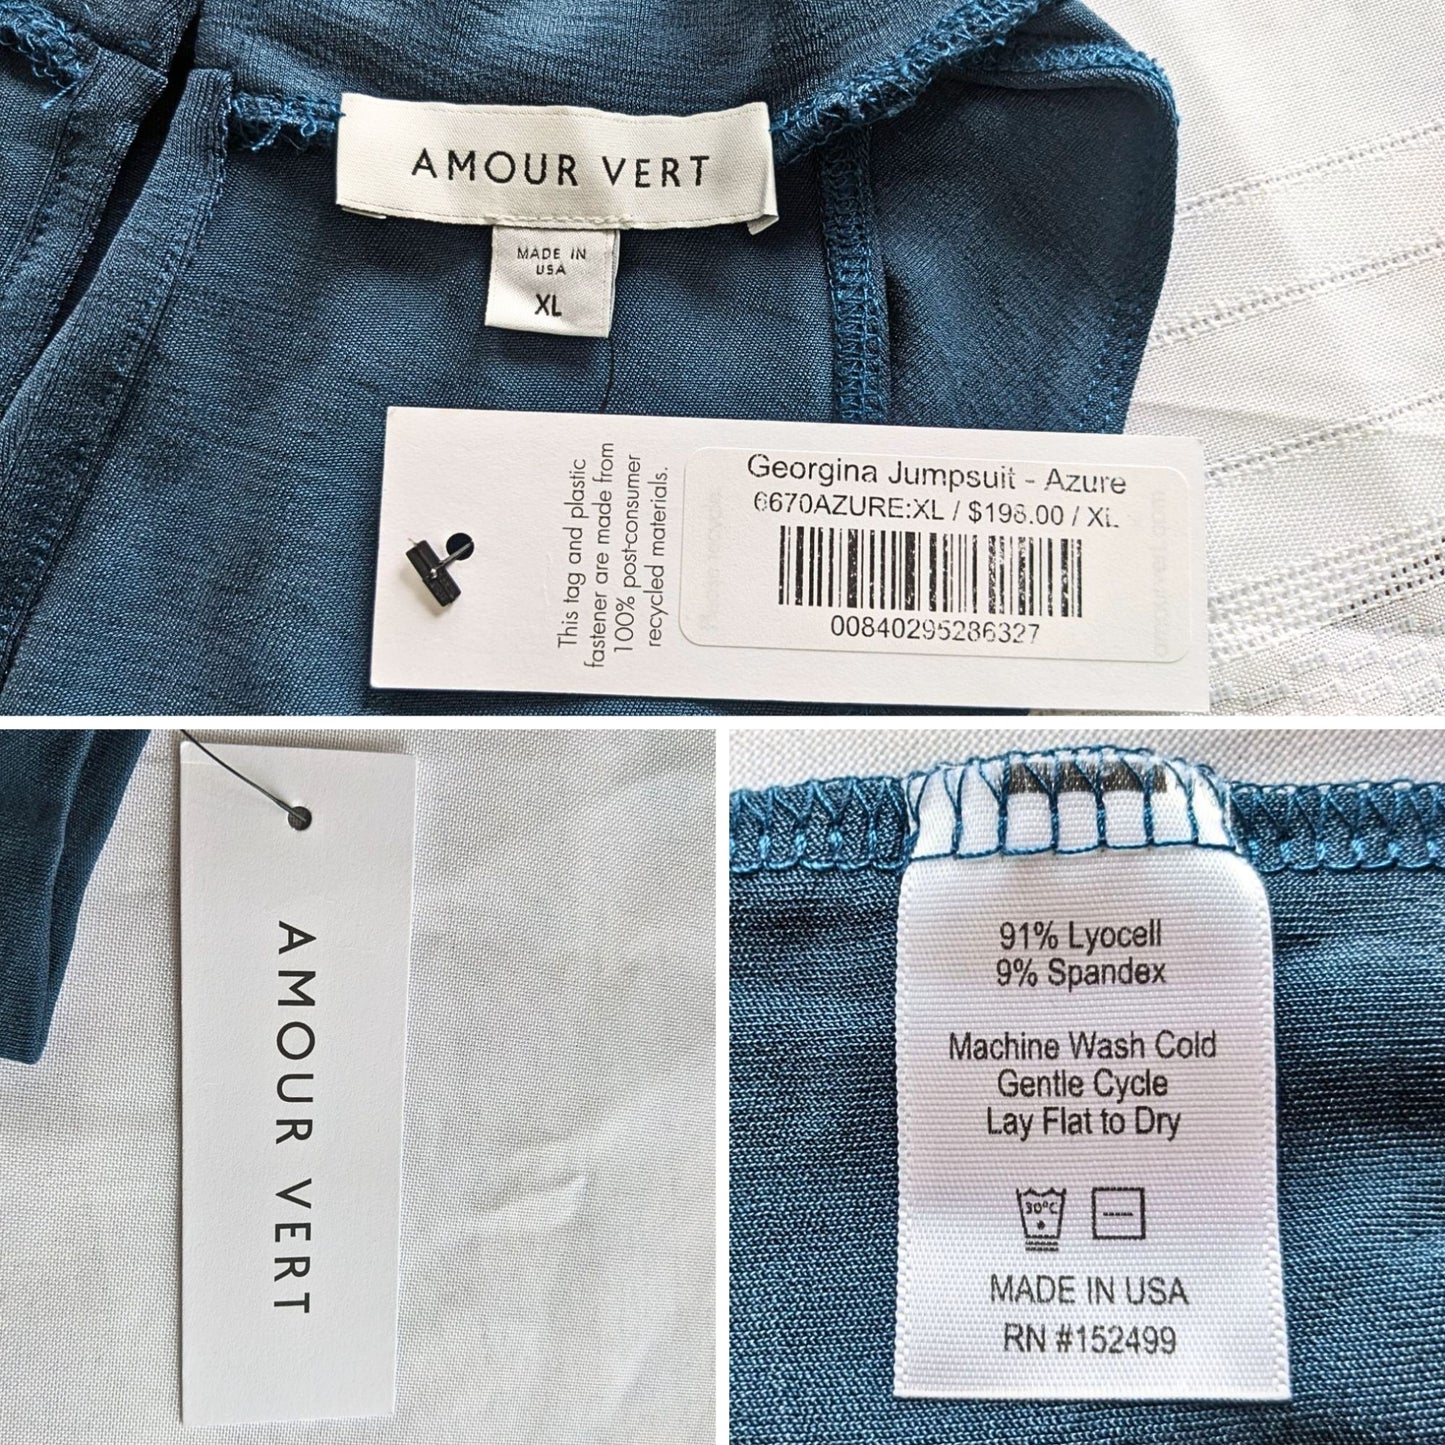 AMOUR VERT
MADE IN
USA
XL
This tag and plastic
fastener are made from
100% post-consumer
recycled materials.
Georgina Jumpsuit - Azure
6670AZURE:XL / $198.00 / XL
00840295286327
AMOUR VERT
91% Lyocell
9% Spandex
Machine Wash Cold
Gentle Cycle
Lay Flat to Dry
30°C
MADE IN USA
RN #152499